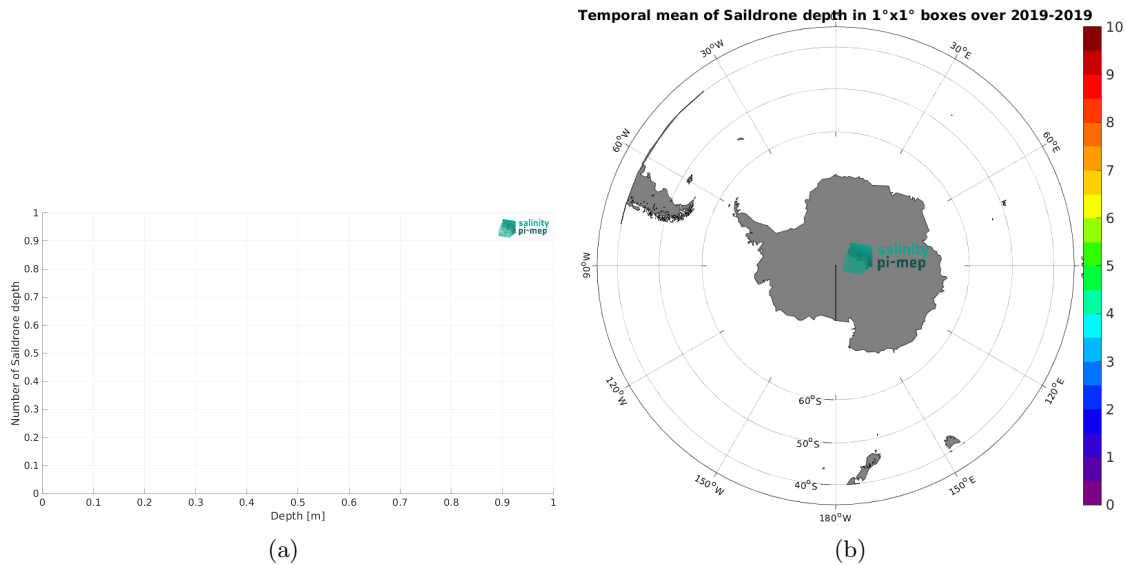 Temporal mean of Saildrone depth in 1°x1° boxes over 2019-2019
1
0.9
0.8
0.7
0.6
0.5
0.4
0.3
0.2
0.1
0
Number of Saildrone depth
0 0.1 0.2 0.3 0.4 0.5 0.6 0.7 0.8 0.9 1
Depth [m]
salinity
pi-mep
(a)
30°W
30°E
60°W
60°E
90°W
salinity
pi-mep
120°W
120°E
60°S
50°S
40°S
150°W
150°E
180°W
10
9
8
7
6
5
4
3
2
1
0
(b)